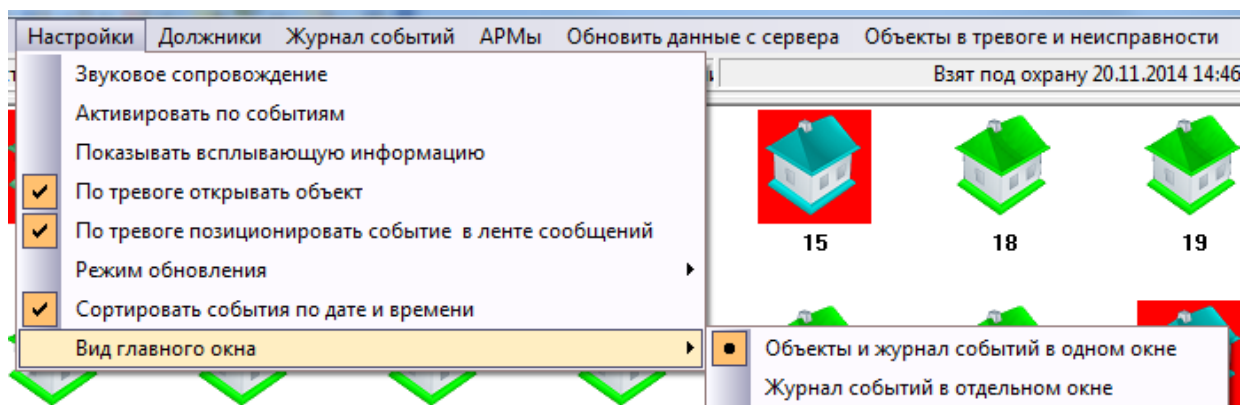 Настройки Должники Журнал событий АРМы Обновить данные с сервера Объекты в тревоге и неисправности
Взят под охрану 20.11.2014 14:46
Звуковое сопровождение
Активировать по событиям
Показывать всплывающую информацию
По тревоге открывать объект
По тревоге позиционировать событие в ленте сообщений
Режим обновления
Сортировать события по дате и времени
Вид главного окна
Объекты и журнал событий в одном окне
Журнал событий в отдельном окне
15 18 19